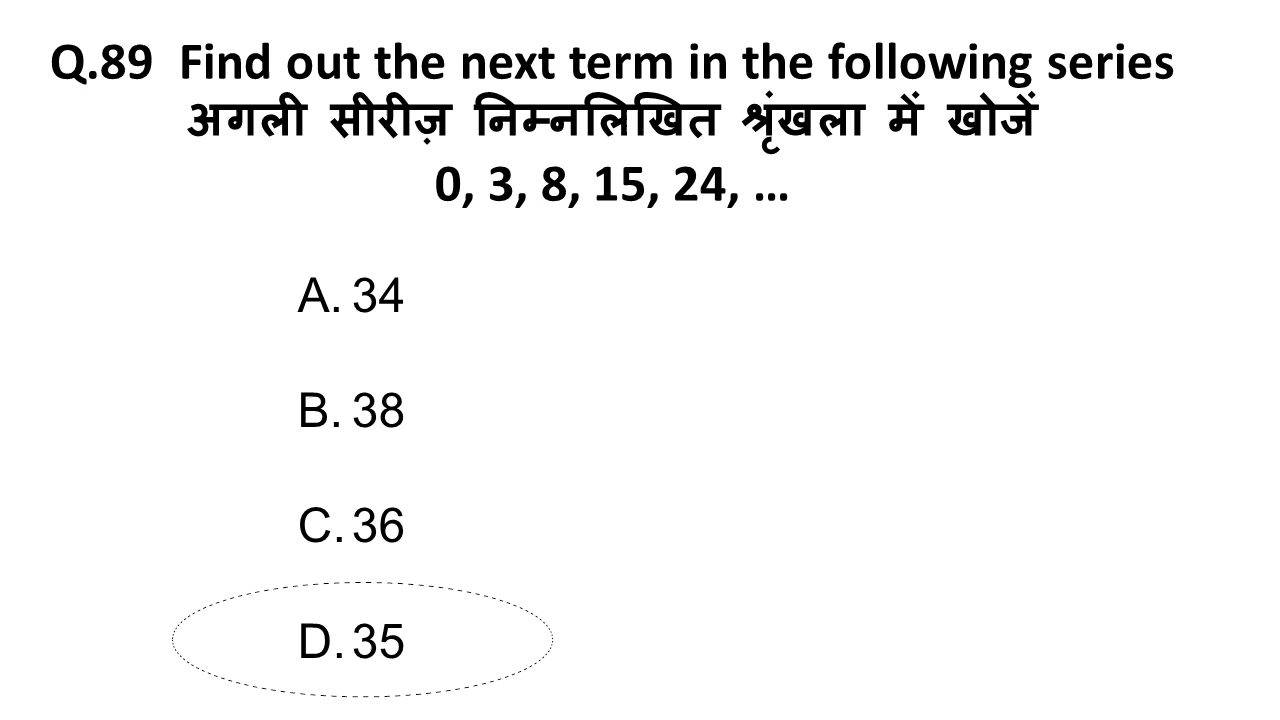 Q.89 Find out the next term in the following series
अगली सीरीज़ निम्नलिखित श्रृंखला में खोजें
0, 3, 8, 15, 24, ...
A. 34
B. 38
C. 36
D. 35